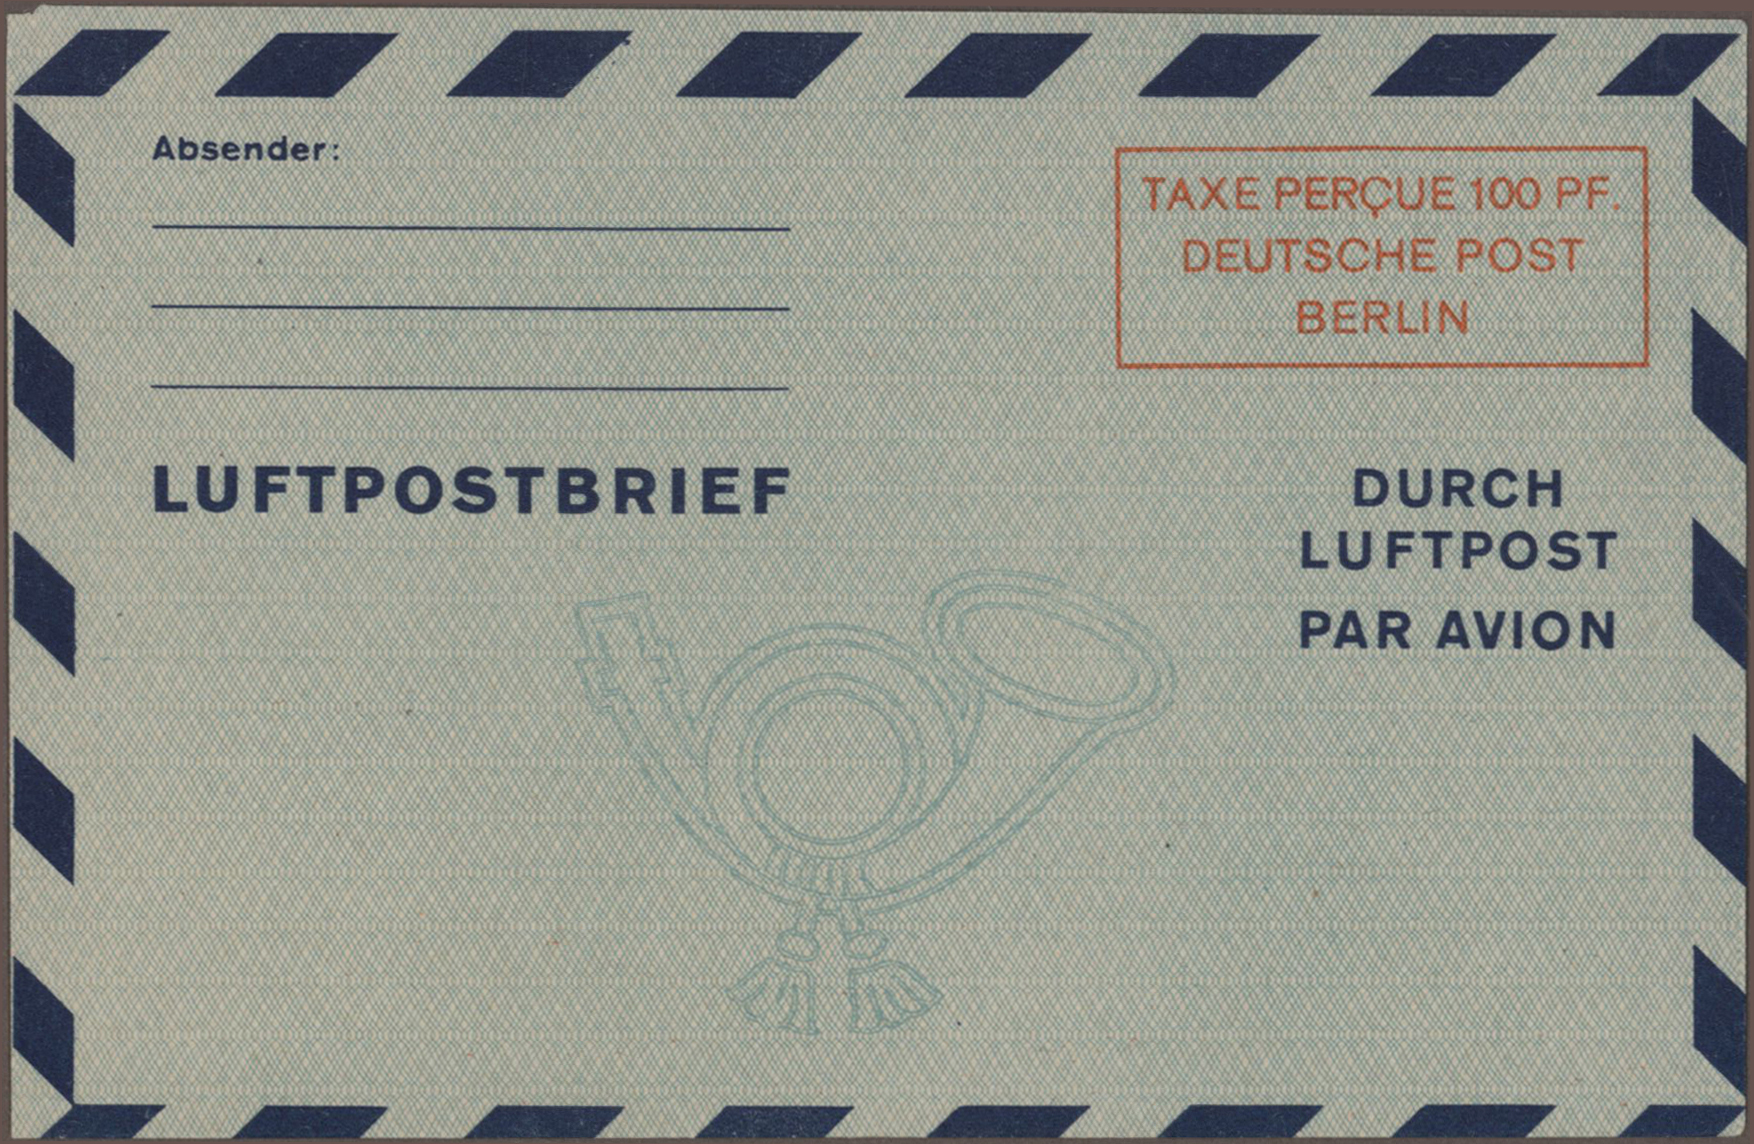 Absender:
TAXE PERÇUE 100 PF.
DEUTSCHE POST
BERLIN
LUFTPOSTBRIEF
DURCH
LUFTPOST
PAR AVION